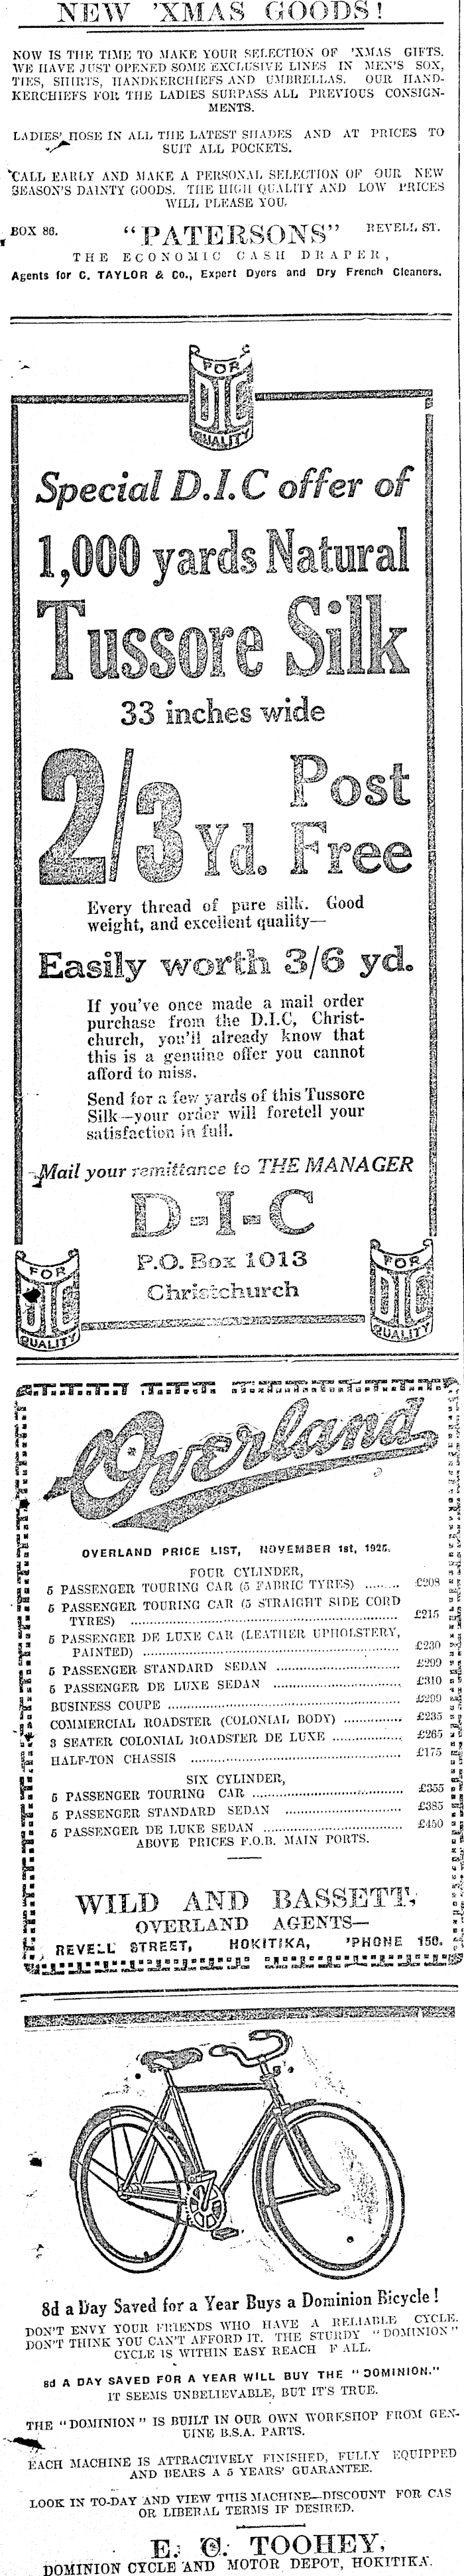 NEW 'XMAS GOODS!
NOW IS THE TIME TO MAKE YOUR SELECTION OF 'XMAS GIFTS.
WE HAVE JUST OPENED SOME EXCLUSIVE LINES IN MEN'S SOX,
TIES, SHIRTS, HANDKERCHIEFS AND UMBRELLAS. OUR HAND-
KERCHIEFS FOR THE LADIES SURPASS ALL PREVIOUS CONSIGN-
MENTS.
LADIES' HOSE IN ALL THE LATEST SHADES AND AT PRICES TO
SUIT ALL POCKETS.
CALL EARLY AND MAKE A PERSONAL SELECTION OF OUR NEW
SEASON'S DAINTY GOODS. THE HIGH QUALITY AND LOW PRICES
WILL PLEASE YOU.
BOX 86. "PATERSONS" REVELL ST.
THE ECONOMIC CASH DRAPER,
Agents for C. TAYLOR & Co., Expert Dyers and Dry French Cleaners.
FOR
DIC
QUALITY
Special D.I.C offer of
1,000 yards Natural
Tussore Silk
33 inches wide
2/3 Yd. Post Free
Every thread of pure silk. Good
weight, and excellent quality—
Easily worth 3/6 yd.
If you've once made a mail order
purchase from the D.I.C, Christ-
church, you'll already know that
this is a genuine offer you cannot
afford to miss.
Send for a few yards of this Tussore
Silk—your order will foretell your
satisfaction in full.
Mail your remittance to THE MANAGER
D-I-C
P.O. Box 1013
Christchurch
FOR
DIC
QUALITY
FOR
DIC
QUALITY
Overland
OVERLAND PRICE LIST, NOVEMBER 1st, 1925.
FOUR CYLINDER,
5 PASSENGER TOURING CAR (5 FABRIC TYRES) ........ £208
5 PASSENGER TOURING CAR (5 STRAIGHT SIDE CORD
TYRES) ........ £215
5 PASSENGER DE LUXE CAR (LEATHER UPHOLSTERY,
PAINTED) ........ £230
5 PASSENGER STANDARD SEDAN ........ £299
5 PASSENGER DE LUXE SEDAN ........ £310
BUSINESS COUPE ........ £299
COMMERCIAL ROADSTER (COLONIAL BODY) ........ £235
3 SEATER COLONIAL ROADSTER DE LUXE ........ £265
HALF-TON CHASSIS ........ £175
SIX CYLINDER,
5 PASSENGER TOURING CAR ........ £355
5 PASSENGER STANDARD SEDAN ........ £385
5 PASSENGER DE LUKE SEDAN ........ £450
ABOVE PRICES F.O.B. MAIN PORTS.
WILD AND BASSETT,
OVERLAND AGENTS—
REVELL STREET, HOKITIKA, 'PHONE 150.
8d a Day Saved for a Year Buys a Dominion Bicycle!
DON'T ENVY YOUR FRIENDS WHO HAVE A RELIABLE CYCLE.
DON'T THINK YOU CAN'T AFFORD IT. THE STURDY "DOMINION"
CYCLE IS WITHIN EASY REACH F ALL.
8d A DAY SAVED FOR A YEAR WILL BUY THE "DOMINION."
IT SEEMS UNBELIEVABLE, BUT IT'S TRUE.
THE "DOMINION" IS BUILT IN OUR OWN WORKSHOP FROM GEN-
UINE B.S.A. PARTS.
EACH MACHINE IS ATTRACTIVELY FINISHED, FULLY EQUIPPED
AND BEARS A 5 YEARS' GUARANTEE.
LOOK IN TO-DAY AND VIEW THIS MACHINE—DISCOUNT FOR CAS
OR LIBERAL TERMS IF DESIRED.
E. C. TOOHEY,
DOMINION CYCLE AND MOTOR DEPOT, HOKITIKA.